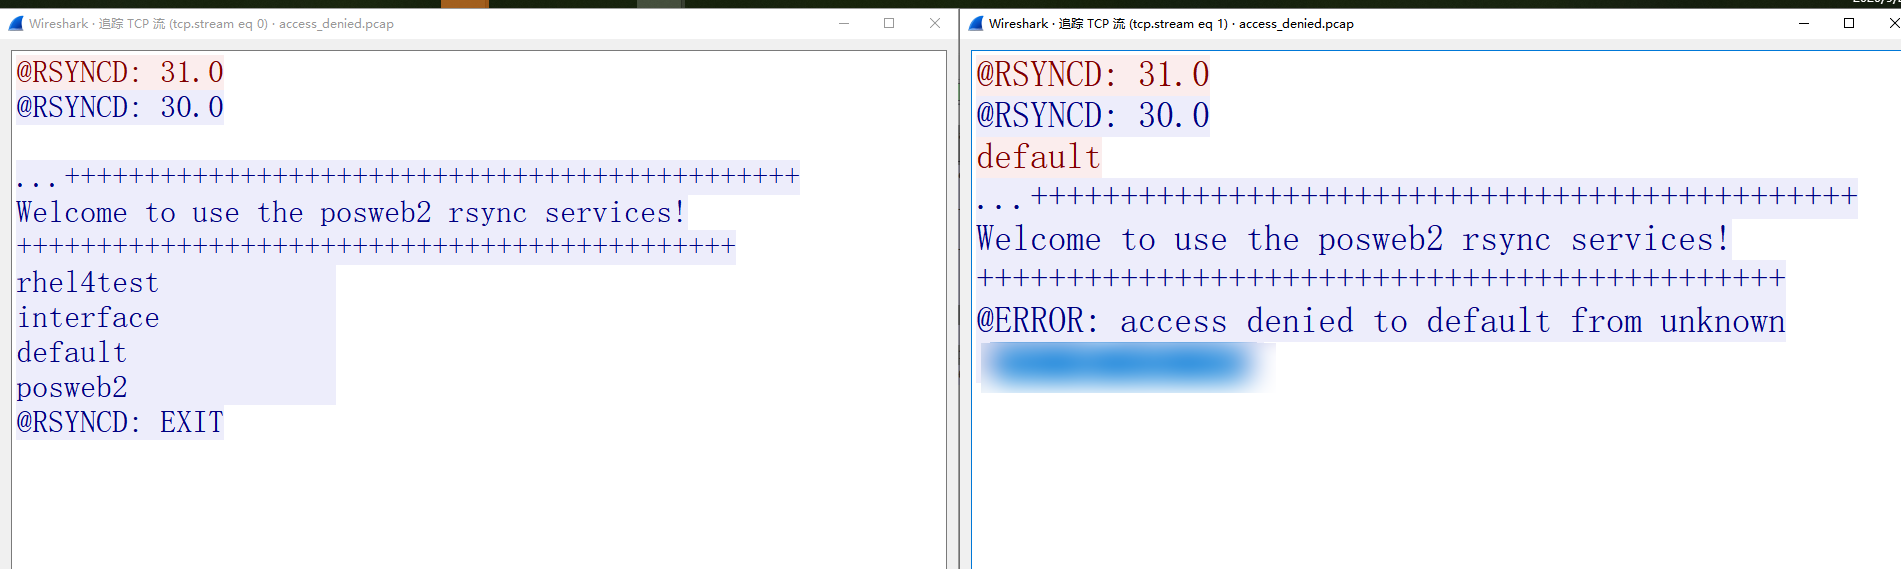 Wireshark · 追踪 TCP 流 (tcp.stream eq 0) · access_denied.pcap
@RSYNCD: 31.0
@RSYNCD: 30.0
...++++++++++++++++++++++++++++++++++++++++++++++
Welcome to use the posweb2 rsync services!
+++++++++++++++++++++++++++++++++++++++++++++
rhel4test
interface
default
posweb2
@RSYNCD: EXIT
Wireshark · 追踪 TCP 流 (tcp.stream eq 1) · access_denied.pcap
@RSYNCD: 31.0
@RSYNCD: 30.0
default
...++++++++++++++++++++++++++++++++++++++++++++++
Welcome to use the posweb2 rsync services!
+++++++++++++++++++++++++++++++++++++++++++++
@ERROR: access denied to default from unknown